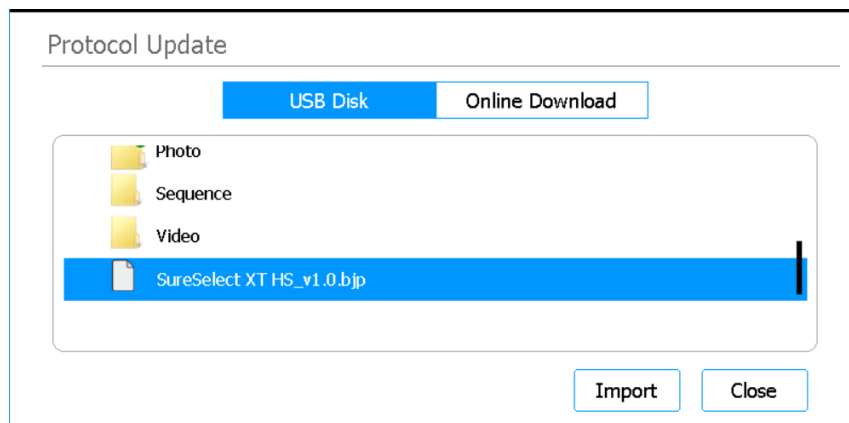 Protocol Update
USB Disk
Online Download
Photo
Sequence
Video
SureSelect XT HS_v1.0.bjp
Import
Close